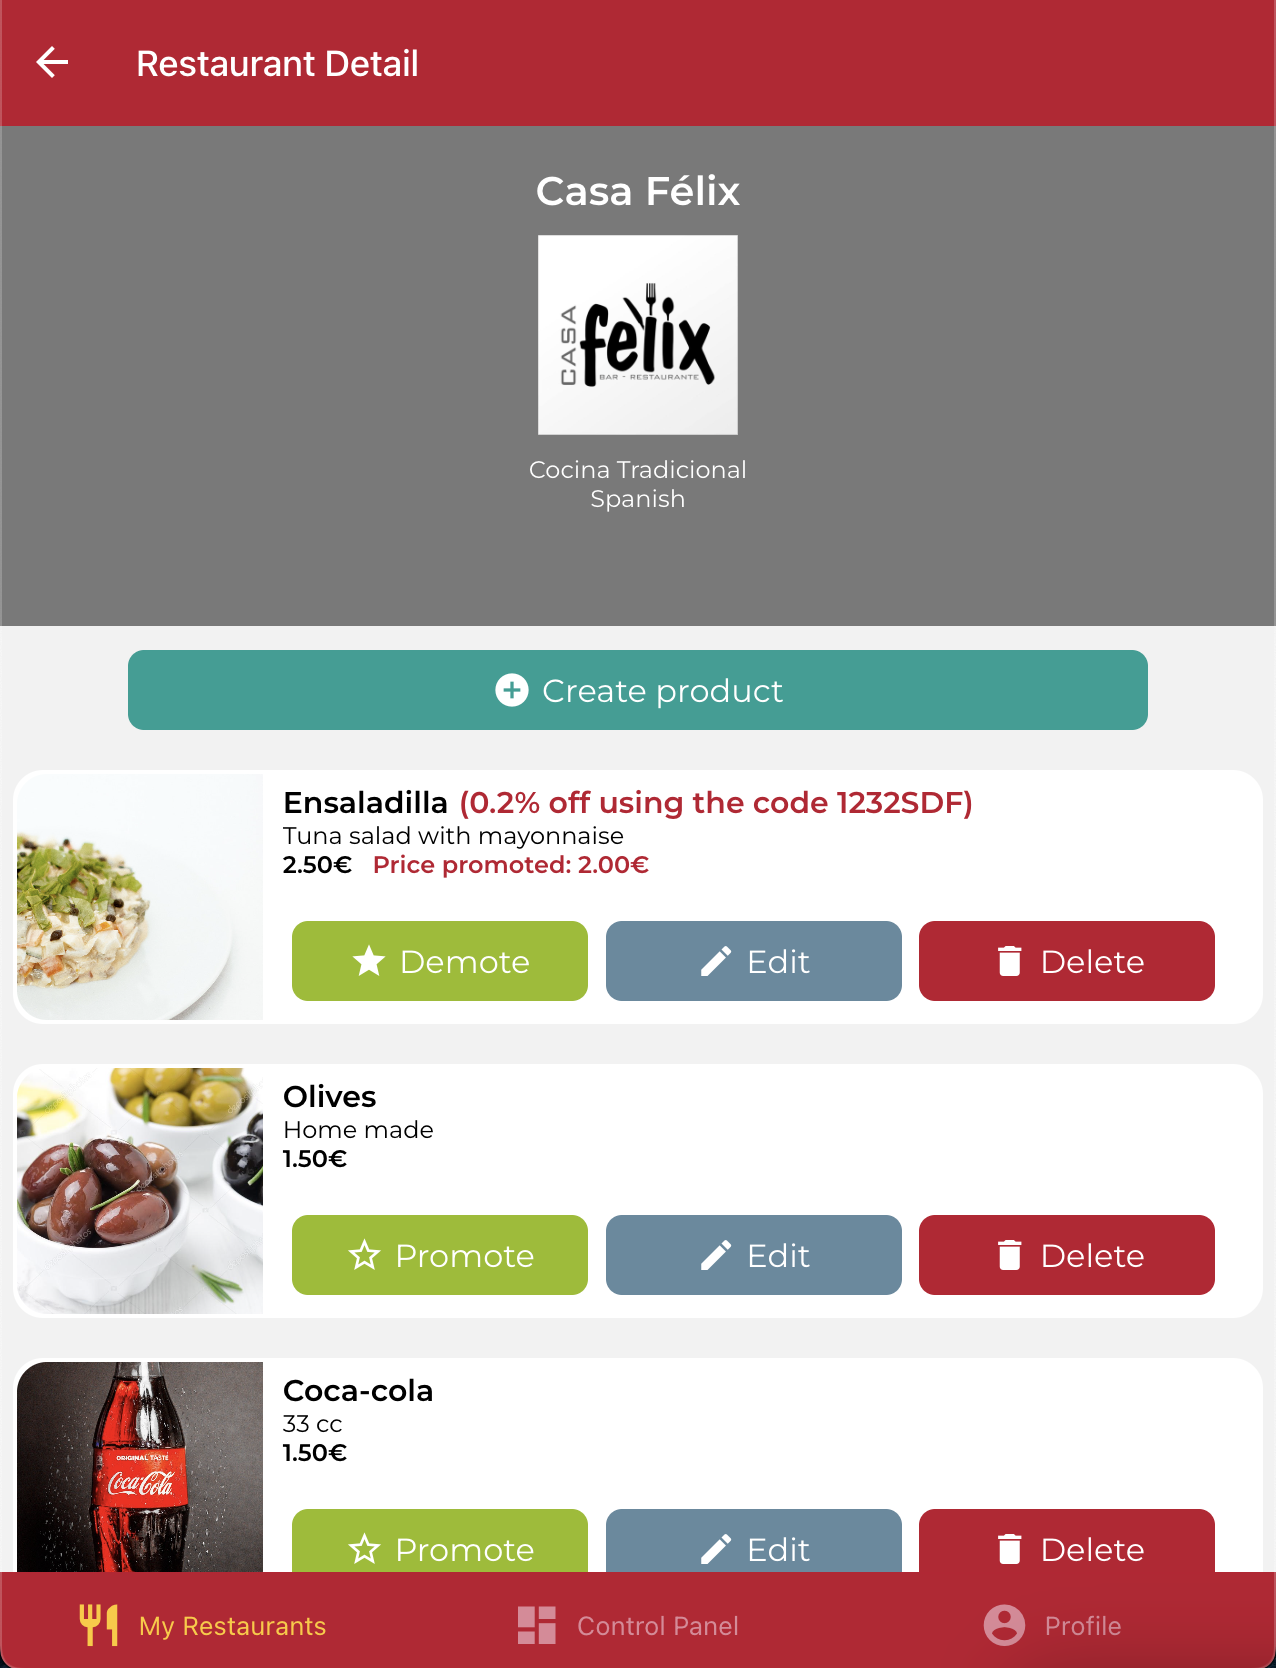 Restaurant Detail
Casa Félix
CASA
felix
BAR - RESTAURANTE
Cocina Tradicional
Spanish
Create product
Ensaladilla (0.2% off using the code 1232SDF)
Tuna salad with mayonnaise
2.50€ Price promoted: 2.00€
Demote Edit Delete
Olives
Home made
1.50€
Promote Edit Delete
Coca-cola
33 cc
1.50€
ORIGINAL TASTE
Coca-Cola
Promote Edit Delete
My Restaurants Control Panel Profile